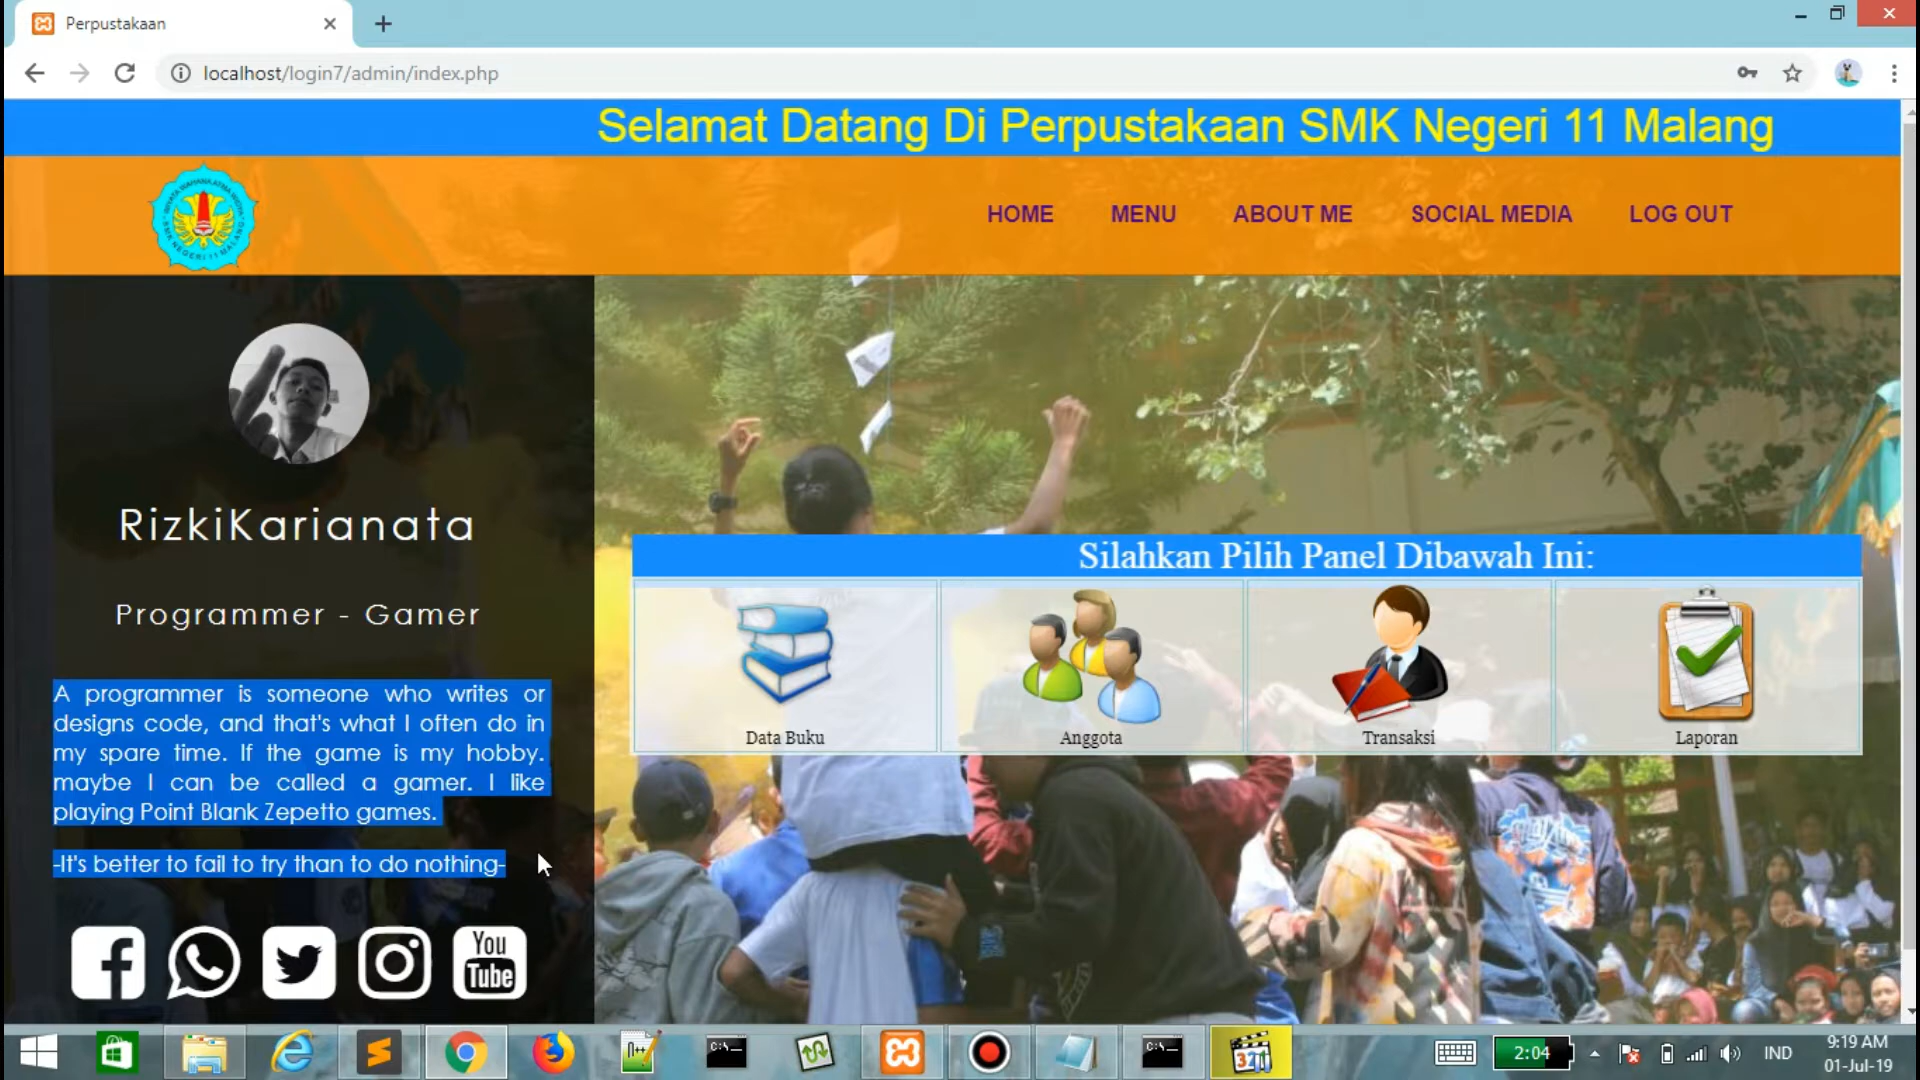 Perpustakaan
localhost/login7/admin/index.php
Selamat Datang Di Perpustakaan SMK Negeri 11 Malang
HOME MENU ABOUT ME SOCIAL MEDIA LOG OUT
RizkiKarianata
Programmer - Gamer
A programmer is someone who writes or
designs code, and that's what I often do in
my spare time. If the game is my hobby.
maybe I can be called a gamer. I like
playing Point Blank Zepetto games.
-It's better to fail to try than to do nothing-
You
Tube
Silahkan Pilih Panel Dibawah Ini:
Data Buku Anggota Transaksi Laporan
C:\_
C:\_
321
2:04
IND
9:19 AM
01-Jul-19